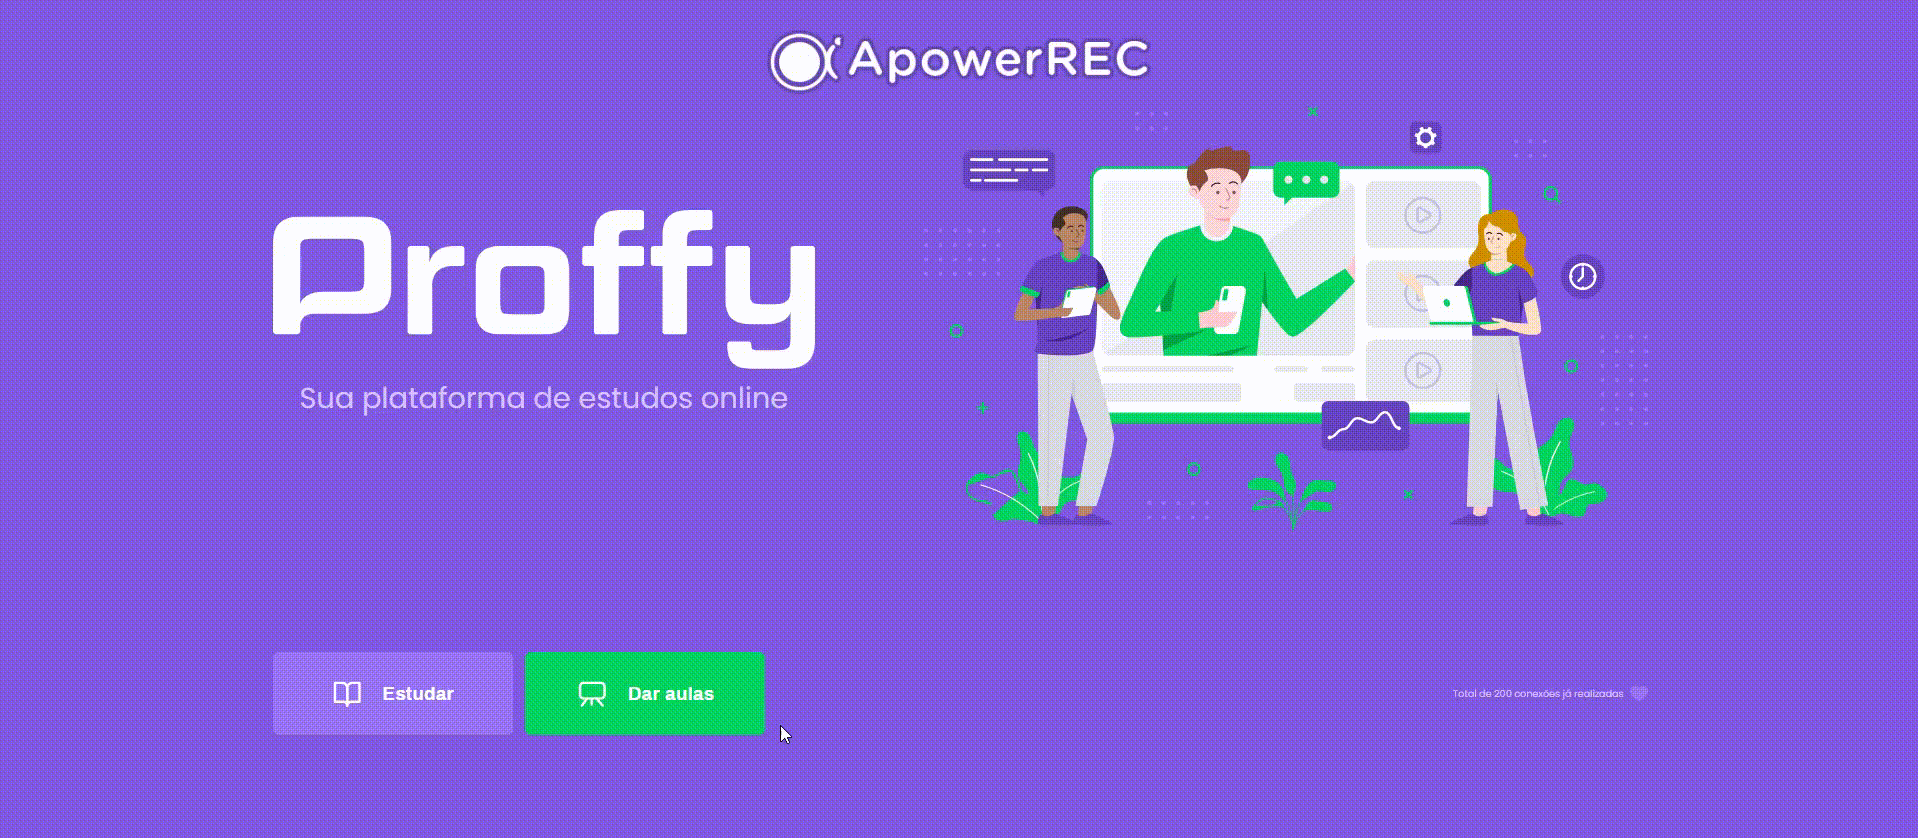 ApowerREC
Proffy
Sua plataforma de estudos online
Estudar
Dar aulas
Total de 200 conexões já realizadas